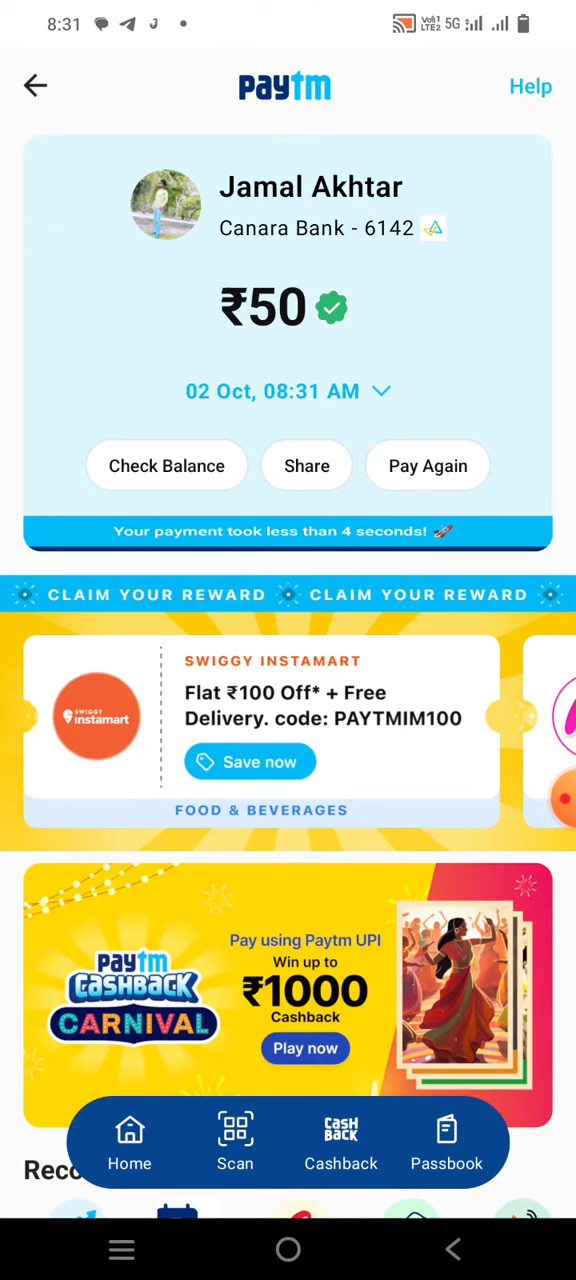 8:31
Vo1
LTE2
5G
paytm
Help
Jamal Akhtar
Canara Bank - 6142
₹50
02 Oct, 08:31 AM
Check Balance
Share
Pay Again
Your payment took less than 4 seconds! 🚀
CLAIM YOUR REWARD
CLAIM YOUR REWARD
SWIGGY
instamart
SWIGGY INSTAMART
Flat ₹100 Off* + Free
Delivery. code: PAYTMIM100
Save now
FOOD & BEVERAGES
paytm
CASHBACK
CARNIVAL
Pay using Paytm UPI
Win up to
₹1000
Cashback
Play now
Home
Scan
CASH
BACK
Cashback
Passbook